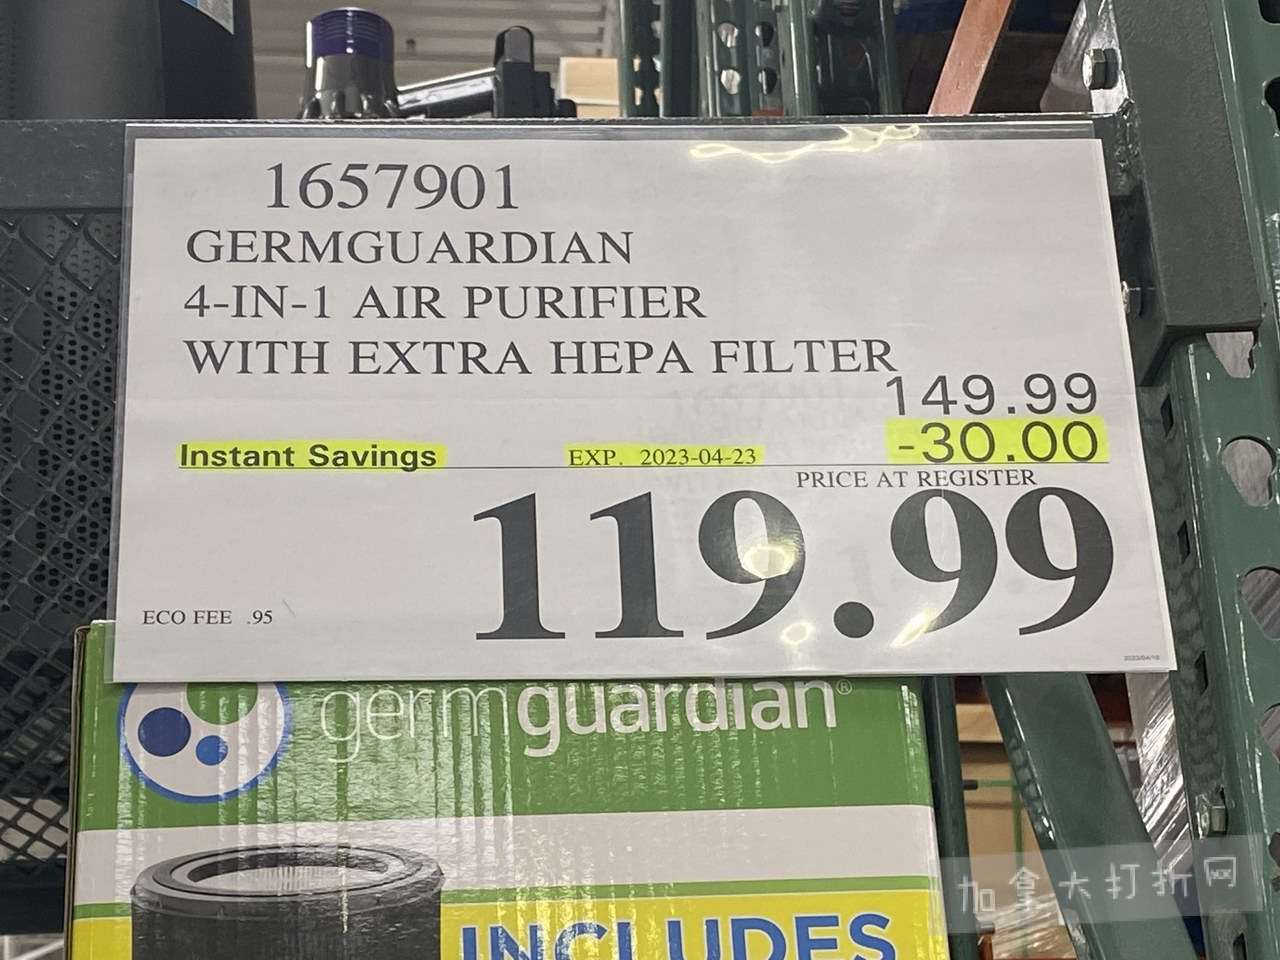 1657901
GERMGUARDIAN
4-IN-1 AIR PURIFIER
WITH EXTRA HEPA FILTER
149.99
Instant Savings EXP. 2023-04-23 -30.00
PRICE AT REGISTER
119.99
ECO FEE .95
germguardian®
INCLUDES
加拿大打折网